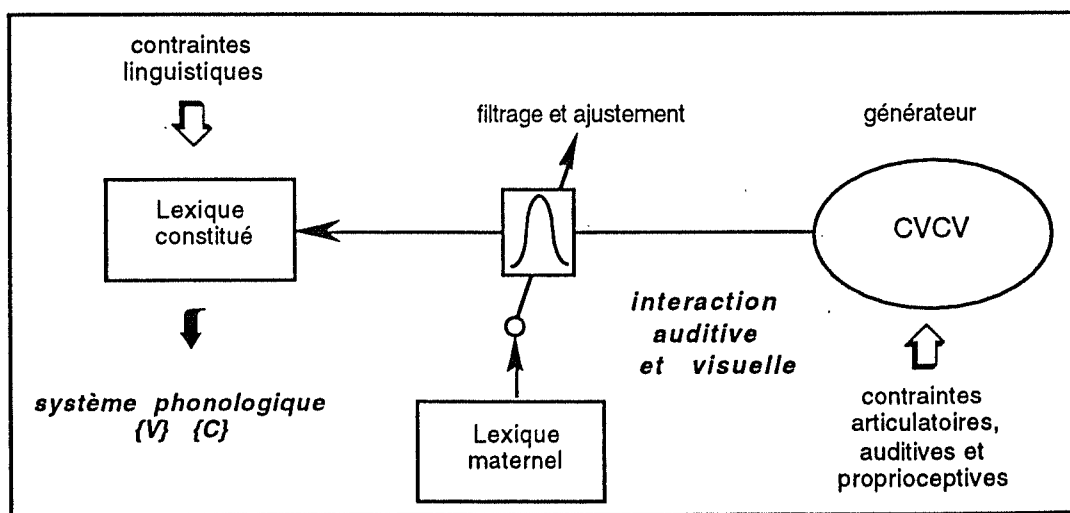 contraintes
linguistiques
filtrage et ajustement
générateur
Lexique
constitué
CVCV
interaction
auditive
et visuelle
système phonologique
{V} {C}
Lexique
maternel
contraintes
articulatoires,
auditives et
proprioceptives